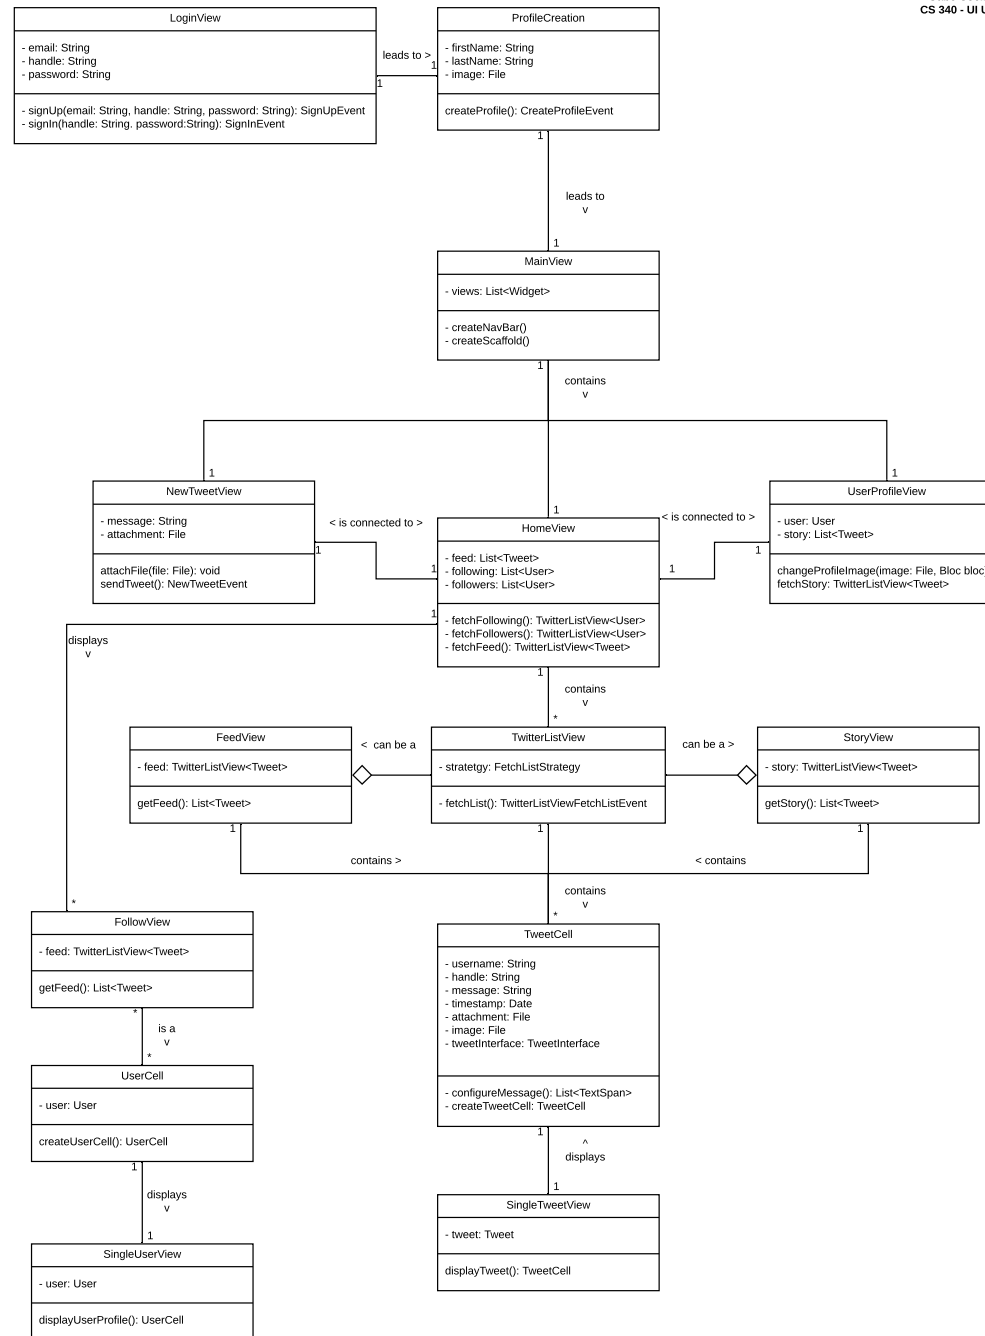 CS 340 - UI U
LoginView
- email: String
- handle: String
- password: String
- signUp(email: String, handle: String, password: String): SignUpEvent
- signIn(handle: String. password:String): SignInEvent
leads to >
1
1
ProfileCreation
- firstName: String
- lastName: String
- image: File
createProfile(): CreateProfileEvent
1
leads to
v
1
MainView
- views: List<Widget>
- createNavBar()
- createScaffold()
1
contains
v
1
1
1
NewTweetView
- message: String
- attachment: File
attachFile(file: File): void
sendTweet(): NewTweetEvent
< is connected to >
1
1
HomeView
- feed: List<Tweet>
- following: List<User>
- followers: List<User>
- fetchFollowing(): TwitterListView<User>
- fetchFollowers(): TwitterListView<User>
- fetchFeed(): TwitterListView<Tweet>
< is connected to >
1
1
UserProfileView
- user: User
- story: List<Tweet>
changeProfileImage(image: File, Bloc bloc)
fetchStory: TwitterListView<Tweet>
1
displays
v
1
contains
v
*
FeedView
- feed: TwitterListView<Tweet>
getFeed(): List<Tweet>
< can be a
TwitterListView
- stratetgy: FetchListStrategy
- fetchList(): TwitterListViewFetchListEvent
can be a >
StoryView
- story: TwitterListView<Tweet>
getStory(): List<Tweet>
1
1
1
contains >
< contains
contains
v
*
*
FollowView
- feed: TwitterListView<Tweet>
getFeed(): List<Tweet>
*
is a
v
*
TweetCell
- username: String
- handle: String
- message: String
- timestamp: Date
- attachment: File
- image: File
- tweetInterface: TweetInterface
- configureMessage(): List<TextSpan>
- createTweetCell: TweetCell
UserCell
- user: User
createUserCell(): UserCell
1
displays
v
1
1
^
displays
1
SingleTweetView
- tweet: Tweet
displayTweet(): TweetCell
SingleUserView
- user: User
displayUserProfile(): UserCell